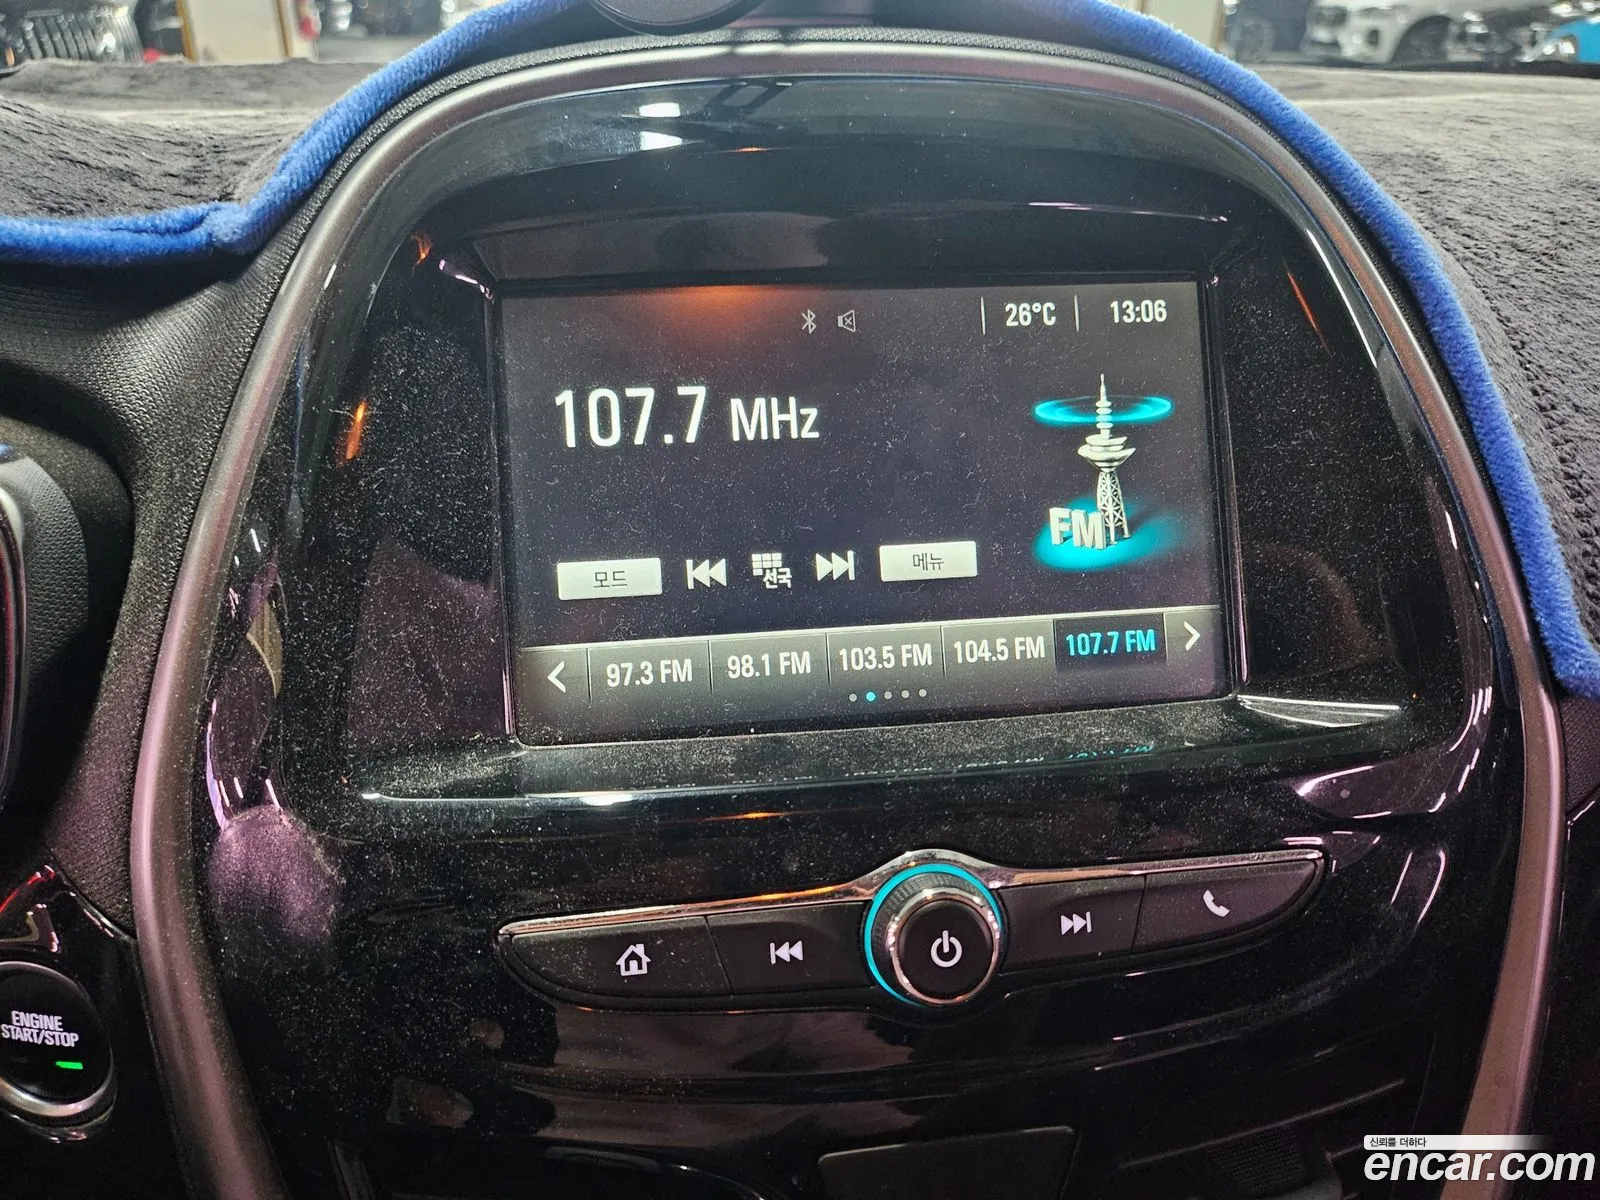 26°C 13:06
107.7 MHz
FM
모드 선국 메뉴
97.3 FM 98.1 FM 103.5 FM 104.5 FM 107.7 FM
ENGINE
START/STOP
신뢰를 더하다
encar.com